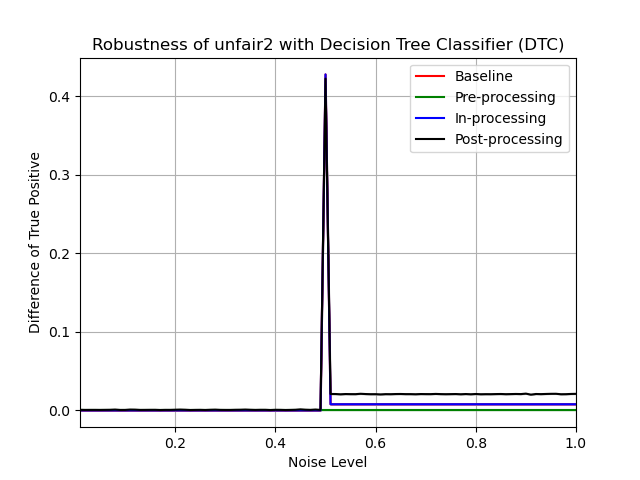 Robustness of unfair2 with Decision Tree Classifier (DTC)
Baseline
Pre-processing
In-processing
Post-processing
Difference of True Positive
0.4
0.3
0.2
0.1
0.0
0.2
0.4
0.6
0.8
1.0
Noise Level